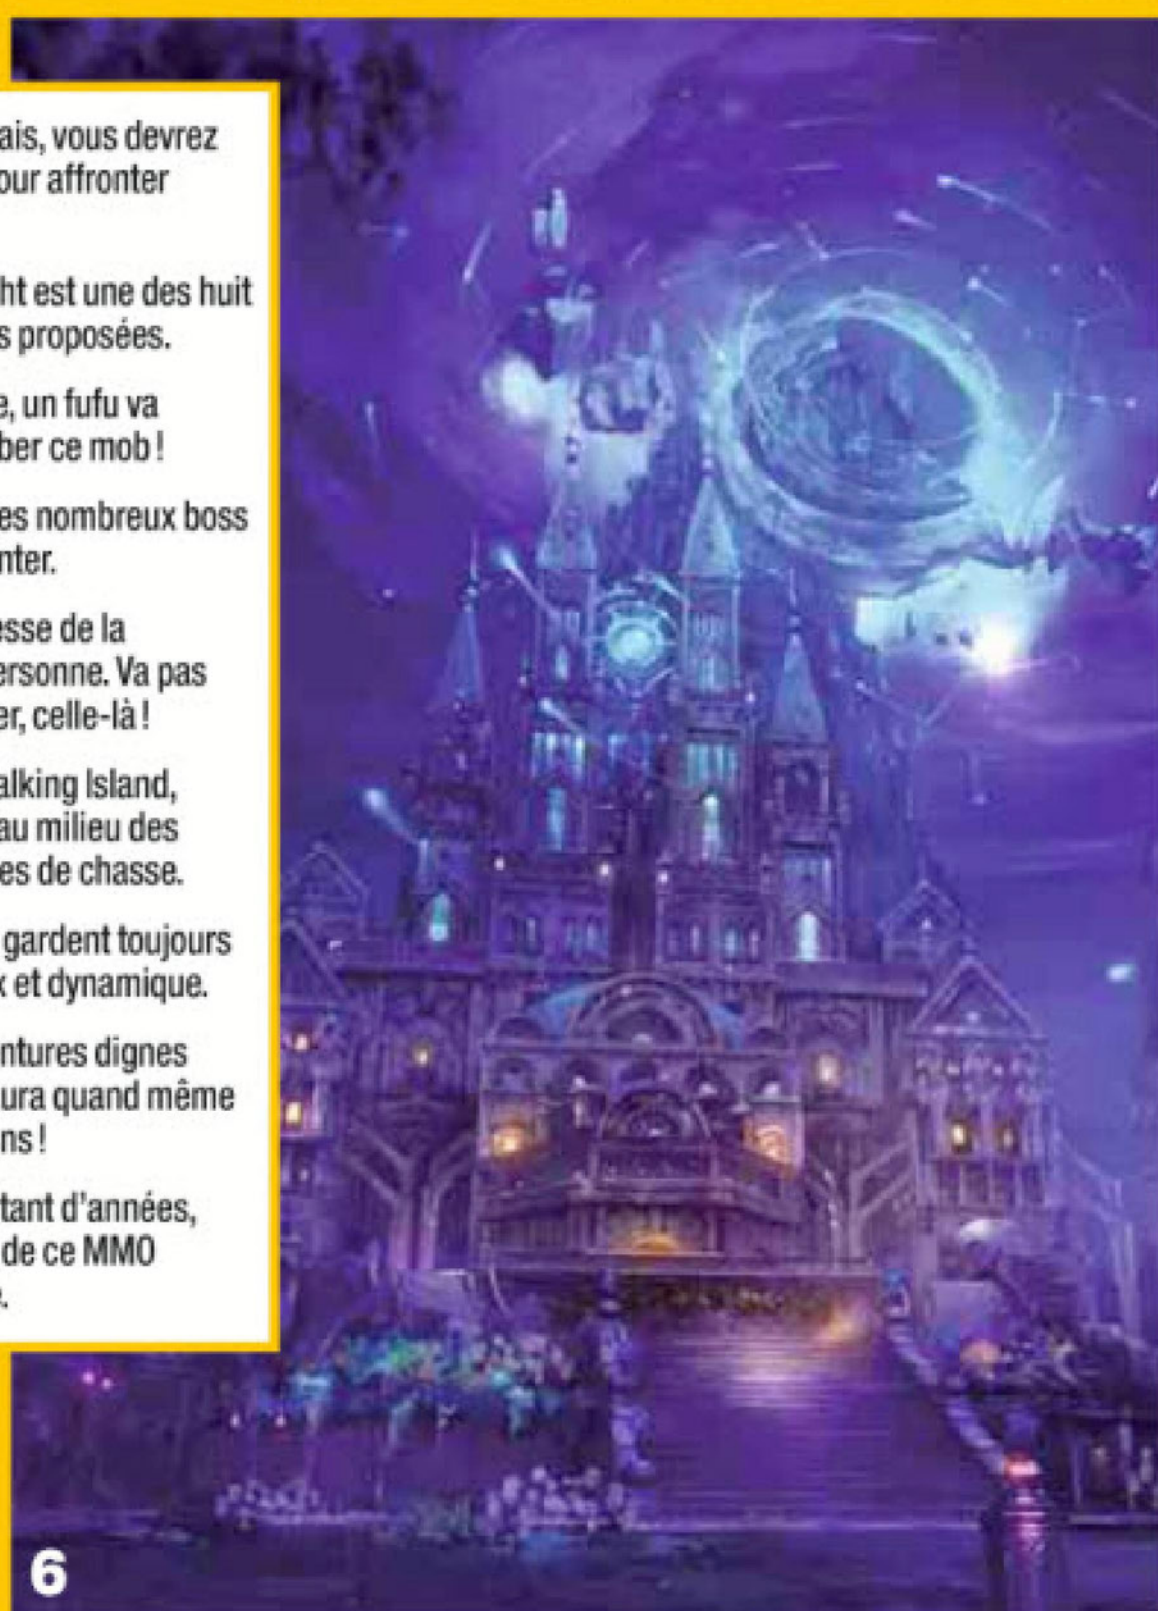 ais, vous devrez
our affronter
ht est une des huit
s proposées.
e, un fufu va
ber ce mob !
es nombreux boss
nter.
esse de la
ersonne. Va pas
er, celle-là !
alking Island,
au milieu des
es de chasse.
gardent toujours
x et dynamique.
ntures dignes
ura quand même
ns !
tant d'années,
de ce MMO
.
6